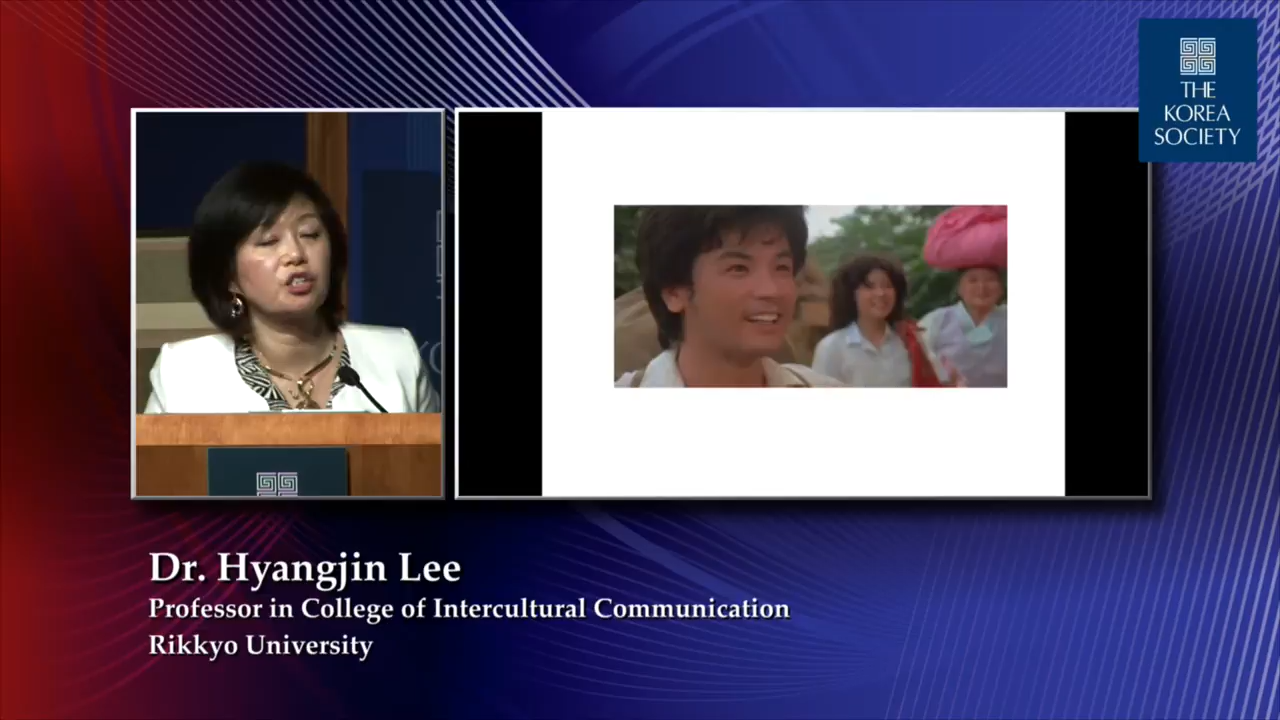 THE
KOREA
SOCIETY
Dr. Hyangjin Lee
Professor in College of Intercultural Communication
Rikkyo University